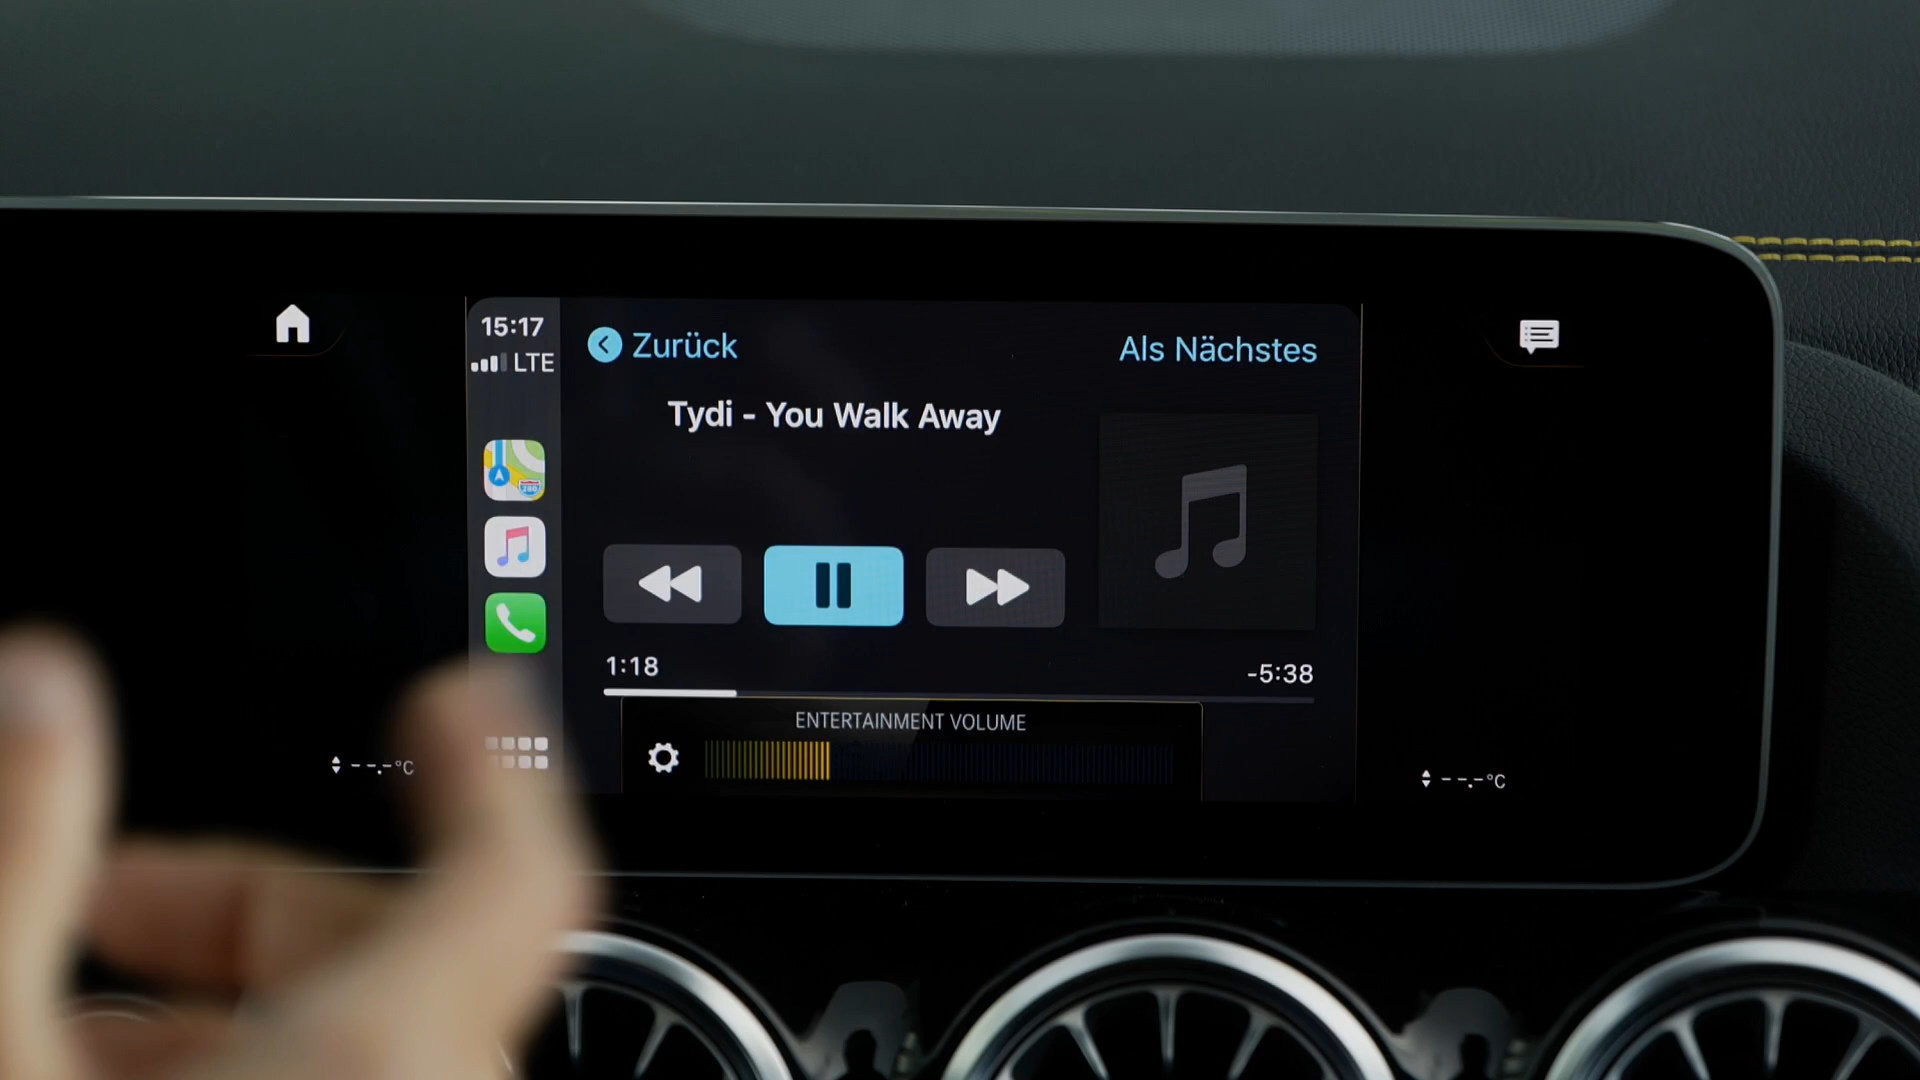 15:17
LTE
Zurück
Als Nächstes
Tydi - You Walk Away
1:18
-5:38
ENTERTAINMENT VOLUME
--.-°C
--.-°C